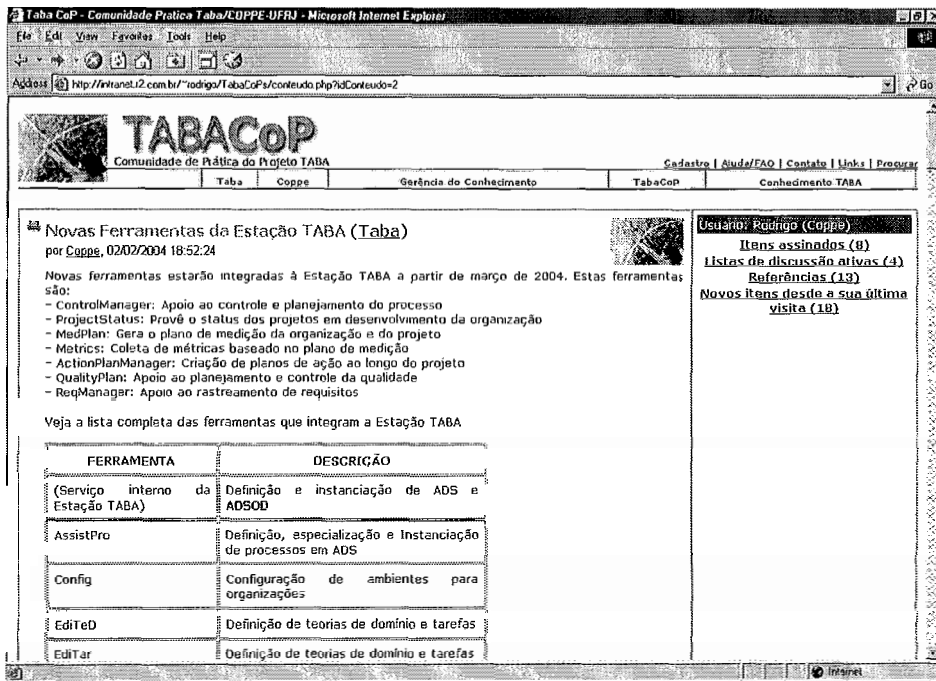 Taba CoP - Comunidade Pratica Taba/COPPE-UFRJ - Microsoft Internet Explorer
File Edit View Favorites Tools Help
Address http://intranet.r2.com.br/~rodrigo/TabaCoPs/conteudo.php?idConteudo=2 Go
TABACoP
Comunidade de Prática do Projeto TABA
Cadastro | Ajuda/FAQ | Contato | Links | Procurar
Taba Coppe Gerência do Conhecimento TabaCoP Conhecimento TABA
Novas Ferramentas da Estação TABA (Taba)
por Coppe, 02/02/2004 18:52:24
Novas ferramentas estarão integradas à Estação TABA a partir de março de 2004. Estas ferramentas
são:
- ControlManager: Apoio ao controle e planejamento do processo
- ProjectStatus: Provê o status dos projetos em desenvolvimento da organização
- MedPlan: Gera o plano de medição da organização e do projeto
- Metrics: Coleta de métricas baseado no plano de medição
- ActionPlanManager: Criação de planos de ação ao longo do projeto
- QualityPlan: Apoio ao planejamento e controle da qualidade
- ReqManager: Apoio ao rastreamento de requisitos
Veja a lista completa das ferramentas que integram a Estação TABA
FERRAMENTA DESCRIÇÃO
(Serviço interno da Definição e instanciação de ADS e
Estação TABA) ADSOD
AssistPro Definição, especialização e Instanciação
de processos em ADS
Config Configuração de ambientes para
organizações
EdiTeD Definição de teorias de domínio e tarefas
EdiTar Definição de teorias de domínio e tarefas
Usuário: Rodrigo (Coppe)
Itens assinados (8)
Listas de discussão ativas (4)
Referências (13)
Novos itens desde a sua última
visita (18)
Internet